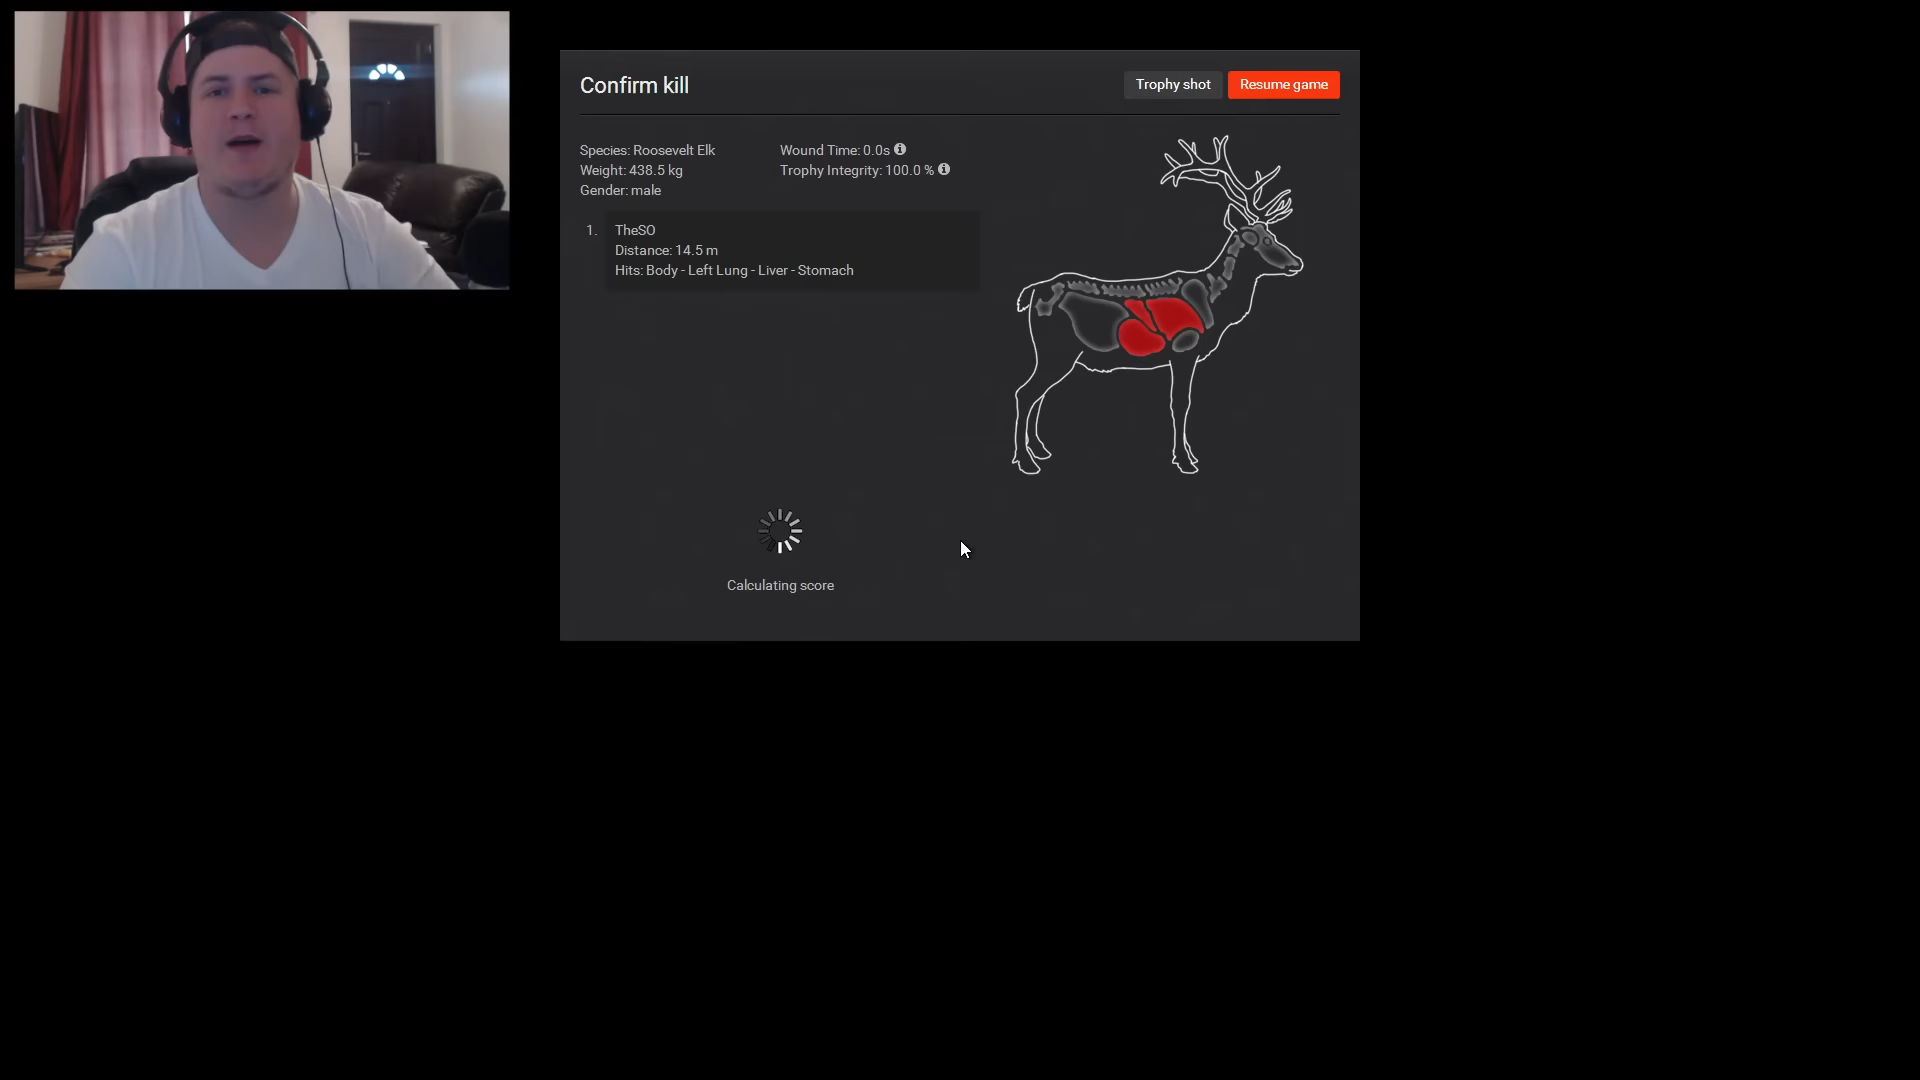 Confirm kill
Trophy shot
Resume game
Species: Roosevelt Elk
Weight: 438.5 kg
Gender: male
Wound Time: 0.0s
Trophy Integrity: 100.0 %
1.
TheSO
Distance: 14.5 m
Hits: Body - Left Lung - Liver - Stomach
Calculating score